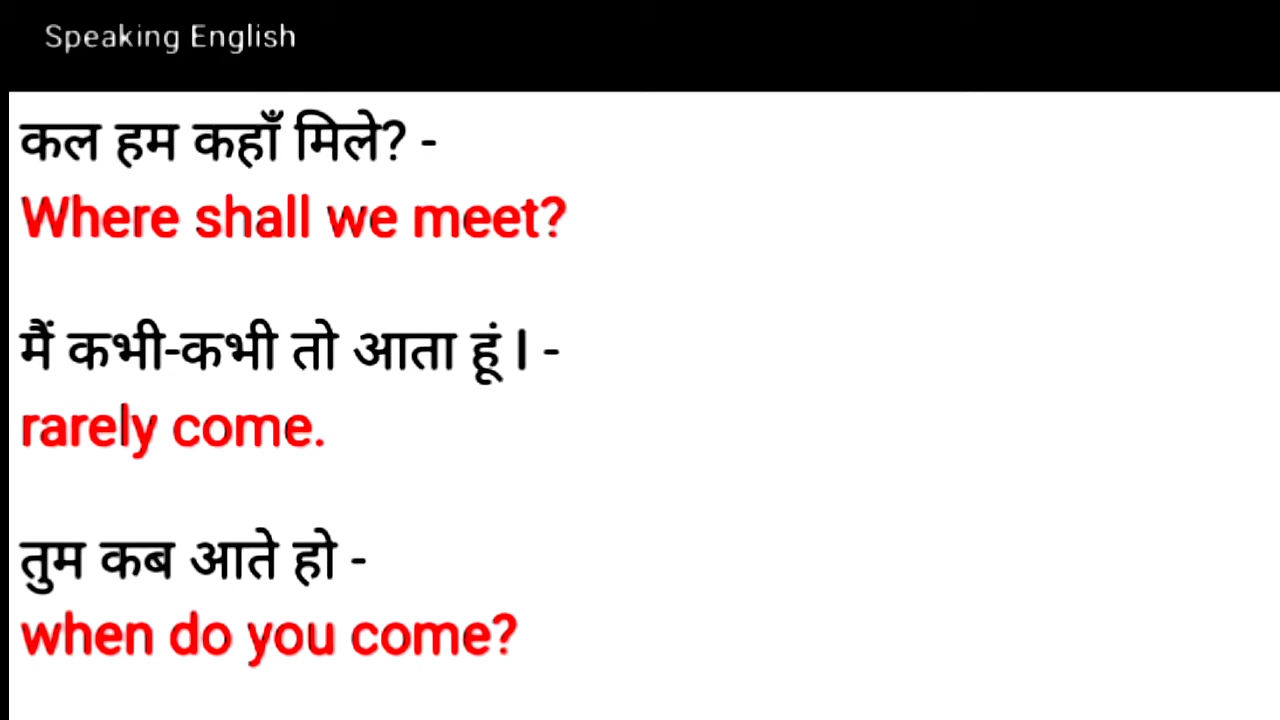 Speaking English
कल हम कहाँ मिले? -
Where shall we meet?
मैं कभी-कभी तो आता हूं l -
rarely come.
तुम कब आते हो -
when do you come?